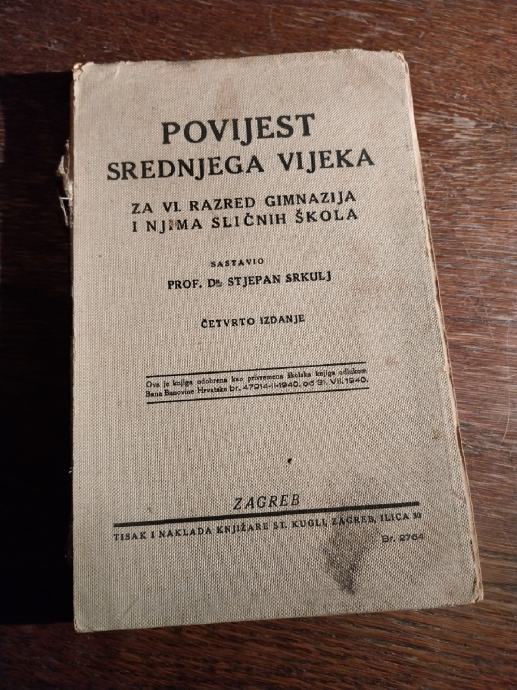 POVIJEST
SREDNJEGA VIJEKA
ZA VI. RAZRED GIMNAZIJA
I NJIMA SLIČNIH ŠKOLA
SASTAVIO
PROF. Dr. STJEPAN SRKULJ
ČETVRTO IZDANJE
Ova je knjiga odobrena kao privremena školska knjiga odlukom
Bana Banovine Hrvatske br. 47914-I-1940. od 31. VII. 1940.
ZAGREB
TISAK I NAKLADA KNJIŽARE ST. KUGLI, ZAGREB, ILICA 30
Br. 2764